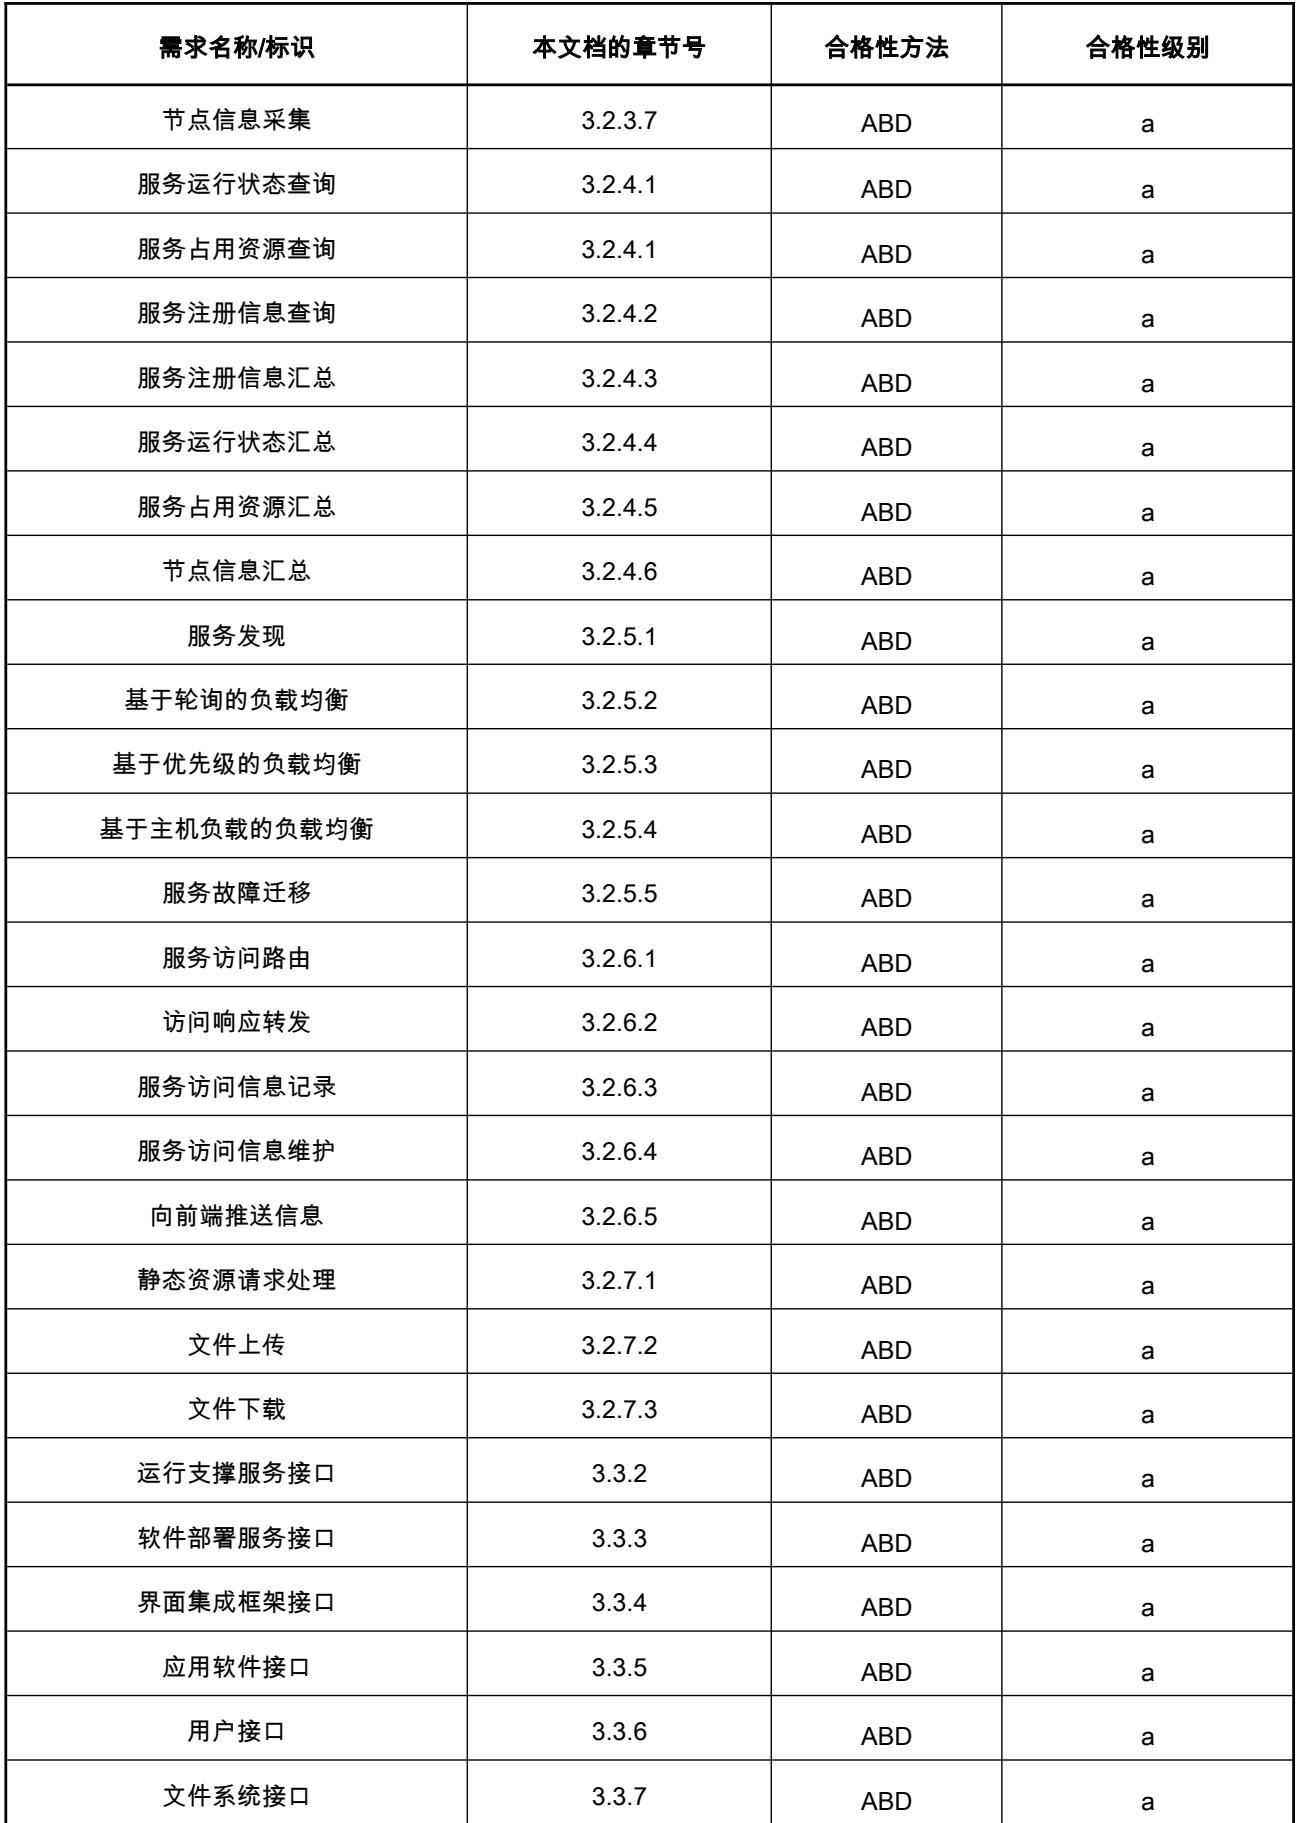 需求名称/标识 本文档的章节号 合格性方法 合格性级别
节点信息采集 3.2.3.7 ABD a
服务运行状态查询 3.2.4.1 ABD a
服务占用资源查询 3.2.4.1 ABD a
服务注册信息查询 3.2.4.2 ABD a
服务注册信息汇总 3.2.4.3 ABD a
服务运行状态汇总 3.2.4.4 ABD a
服务占用资源汇总 3.2.4.5 ABD a
节点信息汇总 3.2.4.6 ABD a
服务发现 3.2.5.1 ABD a
基于轮询的负载均衡 3.2.5.2 ABD a
基于优先级的负载均衡 3.2.5.3 ABD a
基于主机负载的负载均衡 3.2.5.4 ABD a
服务故障迁移 3.2.5.5 ABD a
服务访问路由 3.2.6.1 ABD a
访问响应转发 3.2.6.2 ABD a
服务访问信息记录 3.2.6.3 ABD a
服务访问信息维护 3.2.6.4 ABD a
向前端推送信息 3.2.6.5 ABD a
静态资源请求处理 3.2.7.1 ABD a
文件上传 3.2.7.2 ABD a
文件下载 3.2.7.3 ABD a
运行支撑服务接口 3.3.2 ABD a
软件部署服务接口 3.3.3 ABD a
界面集成框架接口 3.3.4 ABD a
应用软件接口 3.3.5 ABD a
用户接口 3.3.6 ABD a
文件系统接口 3.3.7 ABD a